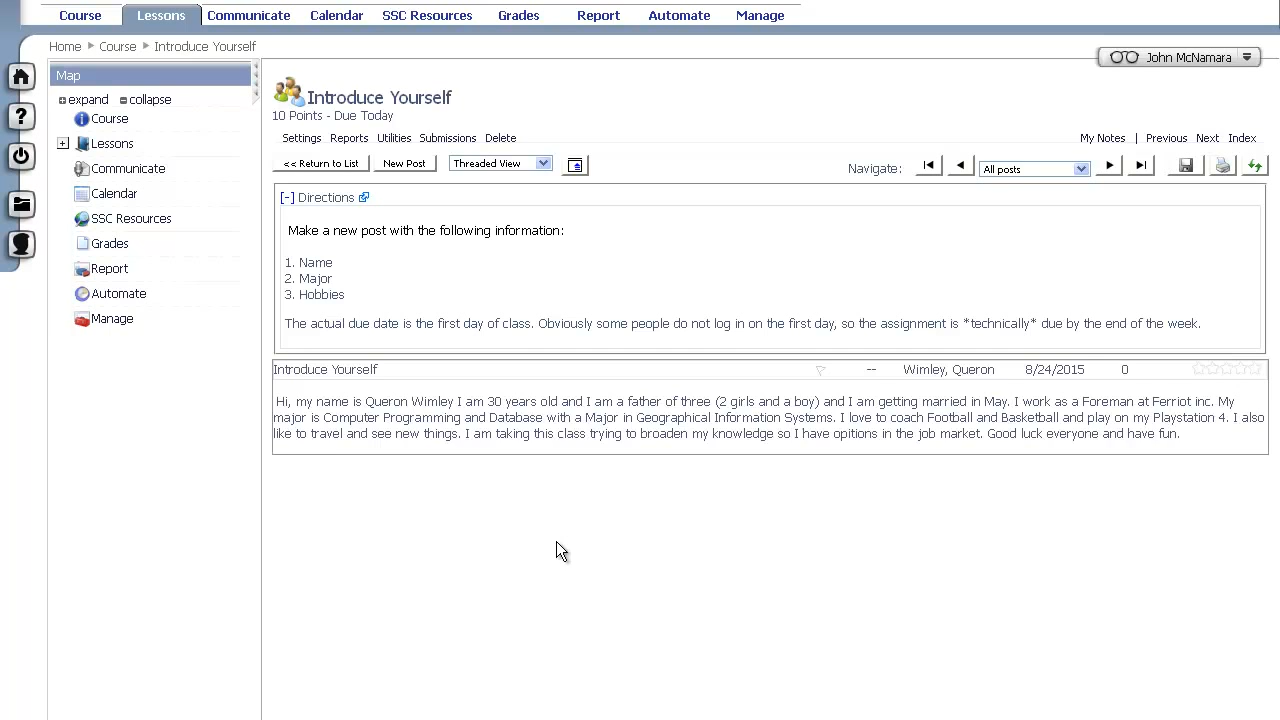 Course Lessons Communicate Calendar SSC Resources Grades Report Automate Manage
Home Course Introduce Yourself
John McNamara
Map
expand collapse
Course
Lessons
Communicate
Calendar
SSC Resources
Grades
Report
Automate
Manage
Introduce Yourself
10 Points - Due Today
Settings Reports Utilities Submissions Delete
My Notes | Previous Next Index
<< Return to List New Post Threaded View
Navigate: All posts
[-] Directions
Make a new post with the following information:
1. Name
2. Major
3. Hobbies
The actual due date is the first day of class. Obviously some people do not log in on the first day, so the assignment is *technically* due by the end of the week.
Introduce Yourself -- Wimley, Queron 8/24/2015 0
Hi, my name is Queron Wimley I am 30 years old and I am a father of three (2 girls and a boy) and I am getting married in May. I work as a Foreman at Ferriot inc. My
major is Computer Programming and Database with a Major in Geographical Information Systems. I love to coach Football and Basketball and play on my Playstation 4. I also
like to travel and see new things. I am taking this class trying to broaden my knowledge so I have opitions in the job market. Good luck everyone and have fun.